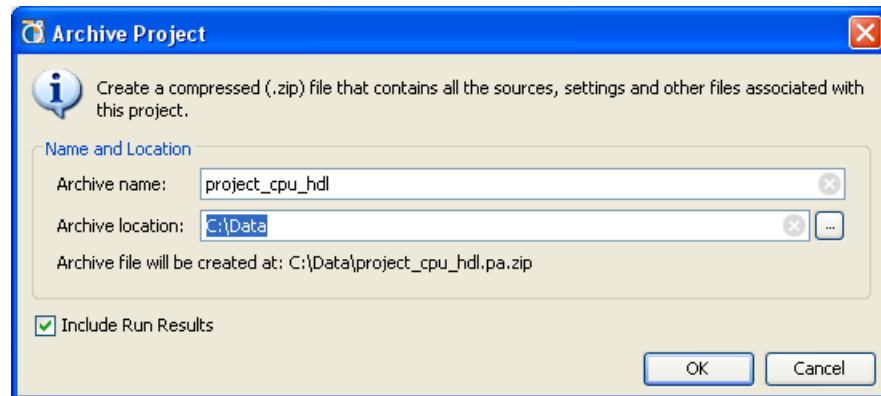 Archive Project
Create a compressed (.zip) file that contains all the sources, settings and other files associated with
this project.
Name and Location
Archive name: project_cpu_hdl
Archive location: C:\Data ...
Archive file will be created at: C:\Data\project_cpu_hdl.pa.zip
Include Run Results
OK Cancel